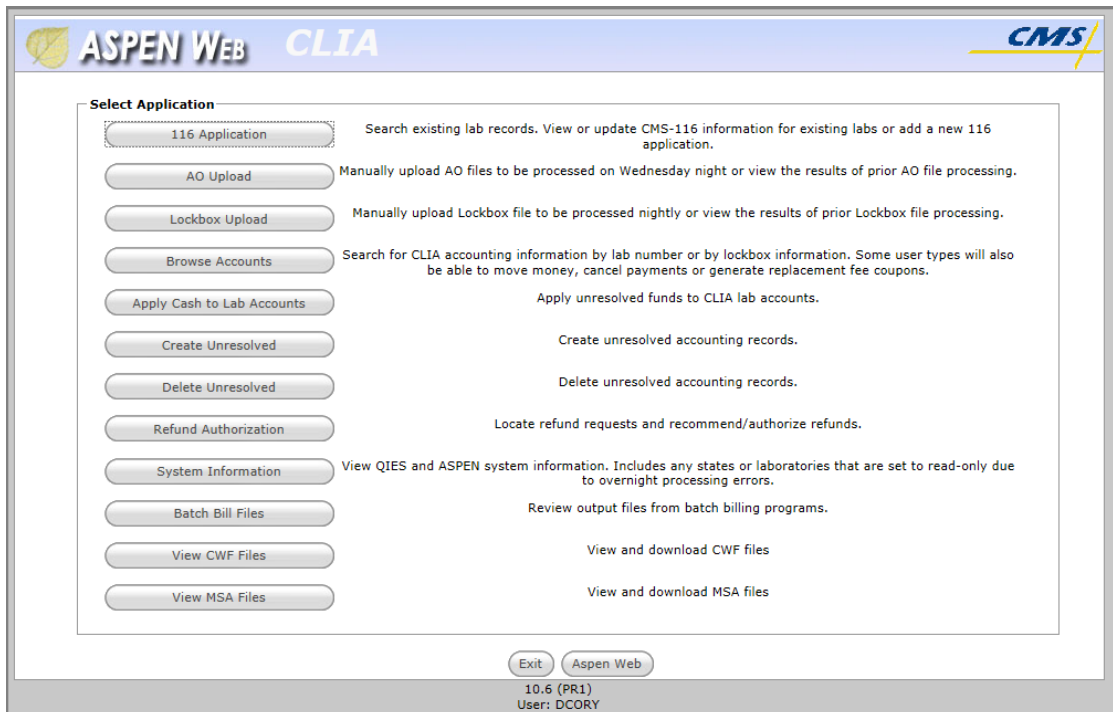 ASPEN WEB CLIA
CMS
Select Application
116 Application
Search existing lab records. View or update CMS-116 information for existing labs or add a new 116
application.
AO Upload
Manually upload AO files to be processed on Wednesday night or view the results of prior AO file processing.
Lockbox Upload
Manually upload Lockbox file to be processed nightly or view the results of prior Lockbox file processing.
Browse Accounts
Search for CLIA accounting information by lab number or by lockbox information. Some user types will also
be able to move money, cancel payments or generate replacement fee coupons.
Apply Cash to Lab Accounts
Apply unresolved funds to CLIA lab accounts.
Create Unresolved
Create unresolved accounting records.
Delete Unresolved
Delete unresolved accounting records.
Refund Authorization
Locate refund requests and recommend/authorize refunds.
System Information
View QIES and ASPEN system information. Includes any states or laboratories that are set to read-only due
to overnight processing errors.
Batch Bill Files
Review output files from batch billing programs.
View CWF Files
View and download CWF files
View MSA Files
View and download MSA files
Exit
Aspen Web
10.6 (PR1)
User: DCORY